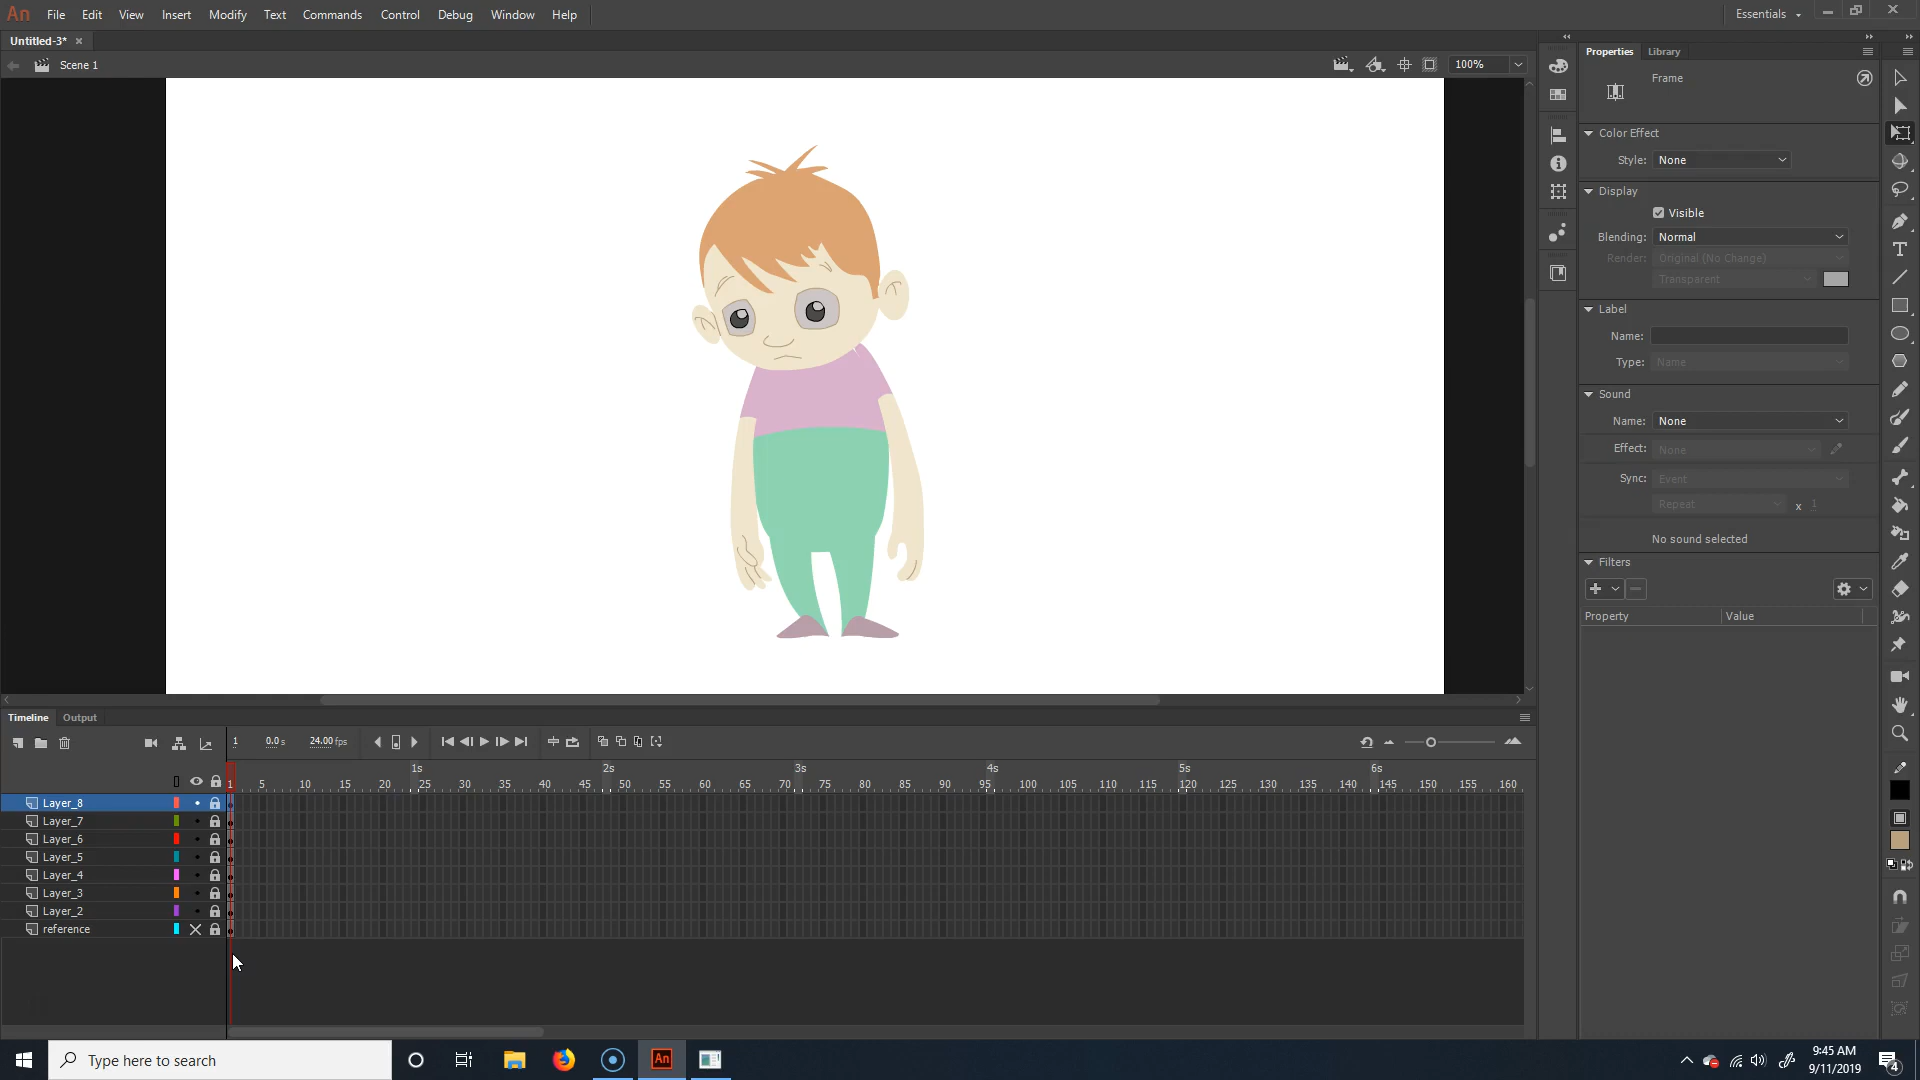 An File Edit View Insert Modify Text Commands Control Debug Window Help Essentials
Untitled-3*
Scene 1
100%
Properties Library
Frame
Color Effect
Style: None
Display
Visible
Blending: Normal
Render: Original (No Change)
Transparent
Label
Name:
Type: Name
Sound
Name: None
Effect: None
Sync: Event
Repeat x 1
No sound selected
Filters
Property Value
Timeline Output
1 0.0 s 24.00 fps
1s 2s 3s 4s 5s 6s
1 5 10 15 20 25 30 35 40 45 50 55 60 65 70 75 80 85 90 95 100 105 110 115 120 125 130 135 140 145 150 155 160
Layer_8
Layer_7
Layer_6
Layer_5
Layer_4
Layer_3
Layer_2
reference
Type here to search
An
9:45 AM
9/11/2019
4